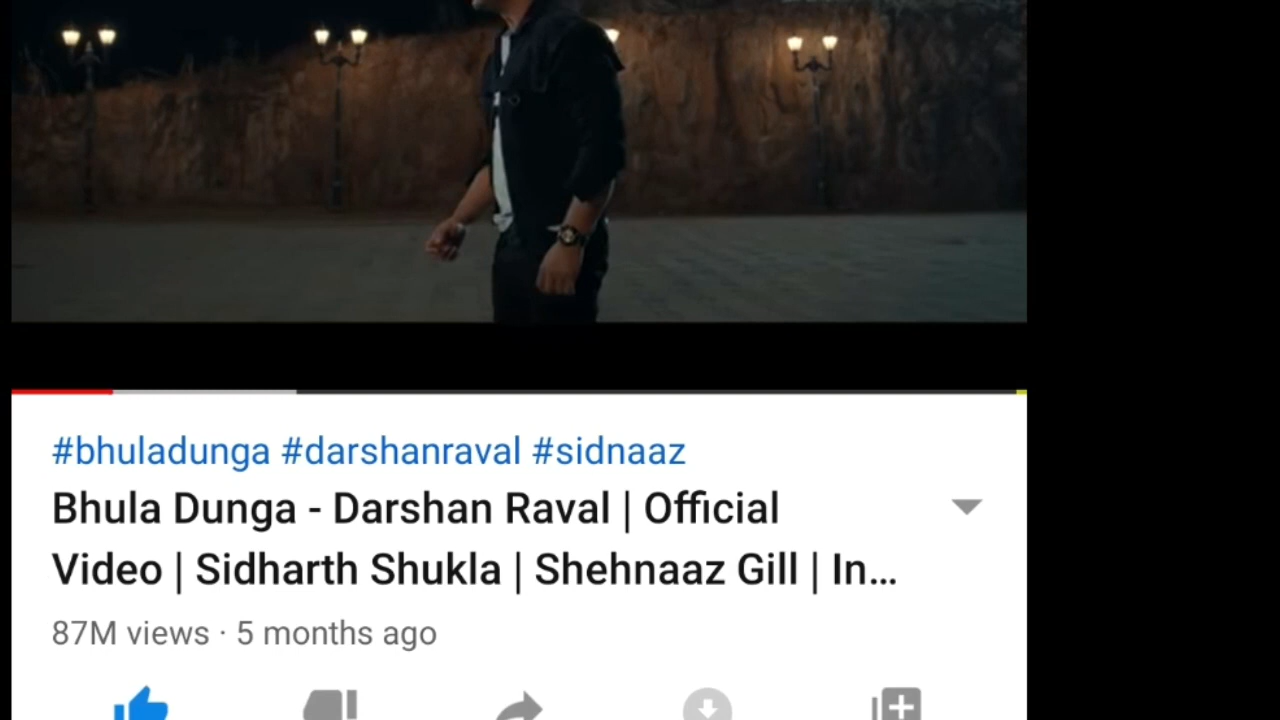 #bhuladunga #darshanraval #sidnaaz
Bhula Dunga - Darshan Raval | Official
Video | Sidharth Shukla | Shehnaaz Gill | In...
87M views · 5 months ago